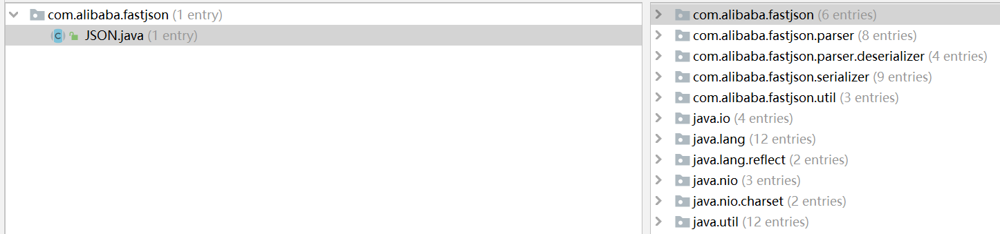 com.alibaba.fastjson (1 entry)
C JSON.java (1 entry)
com.alibaba.fastjson (6 entries)
com.alibaba.fastjson.parser (8 entries)
com.alibaba.fastjson.parser.deserializer (4 entries)
com.alibaba.fastjson.serializer (9 entries)
com.alibaba.fastjson.util (3 entries)
java.io (4 entries)
java.lang (12 entries)
java.lang.reflect (2 entries)
java.nio (3 entries)
java.nio.charset (2 entries)
java.util (12 entries)